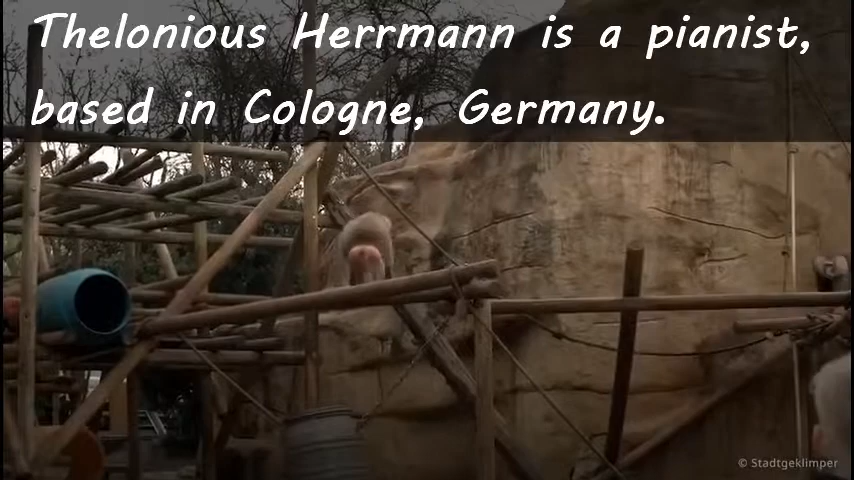 Thelonious Herrmann is a pianist,
based in Cologne, Germany.
© Stadtgeklimper